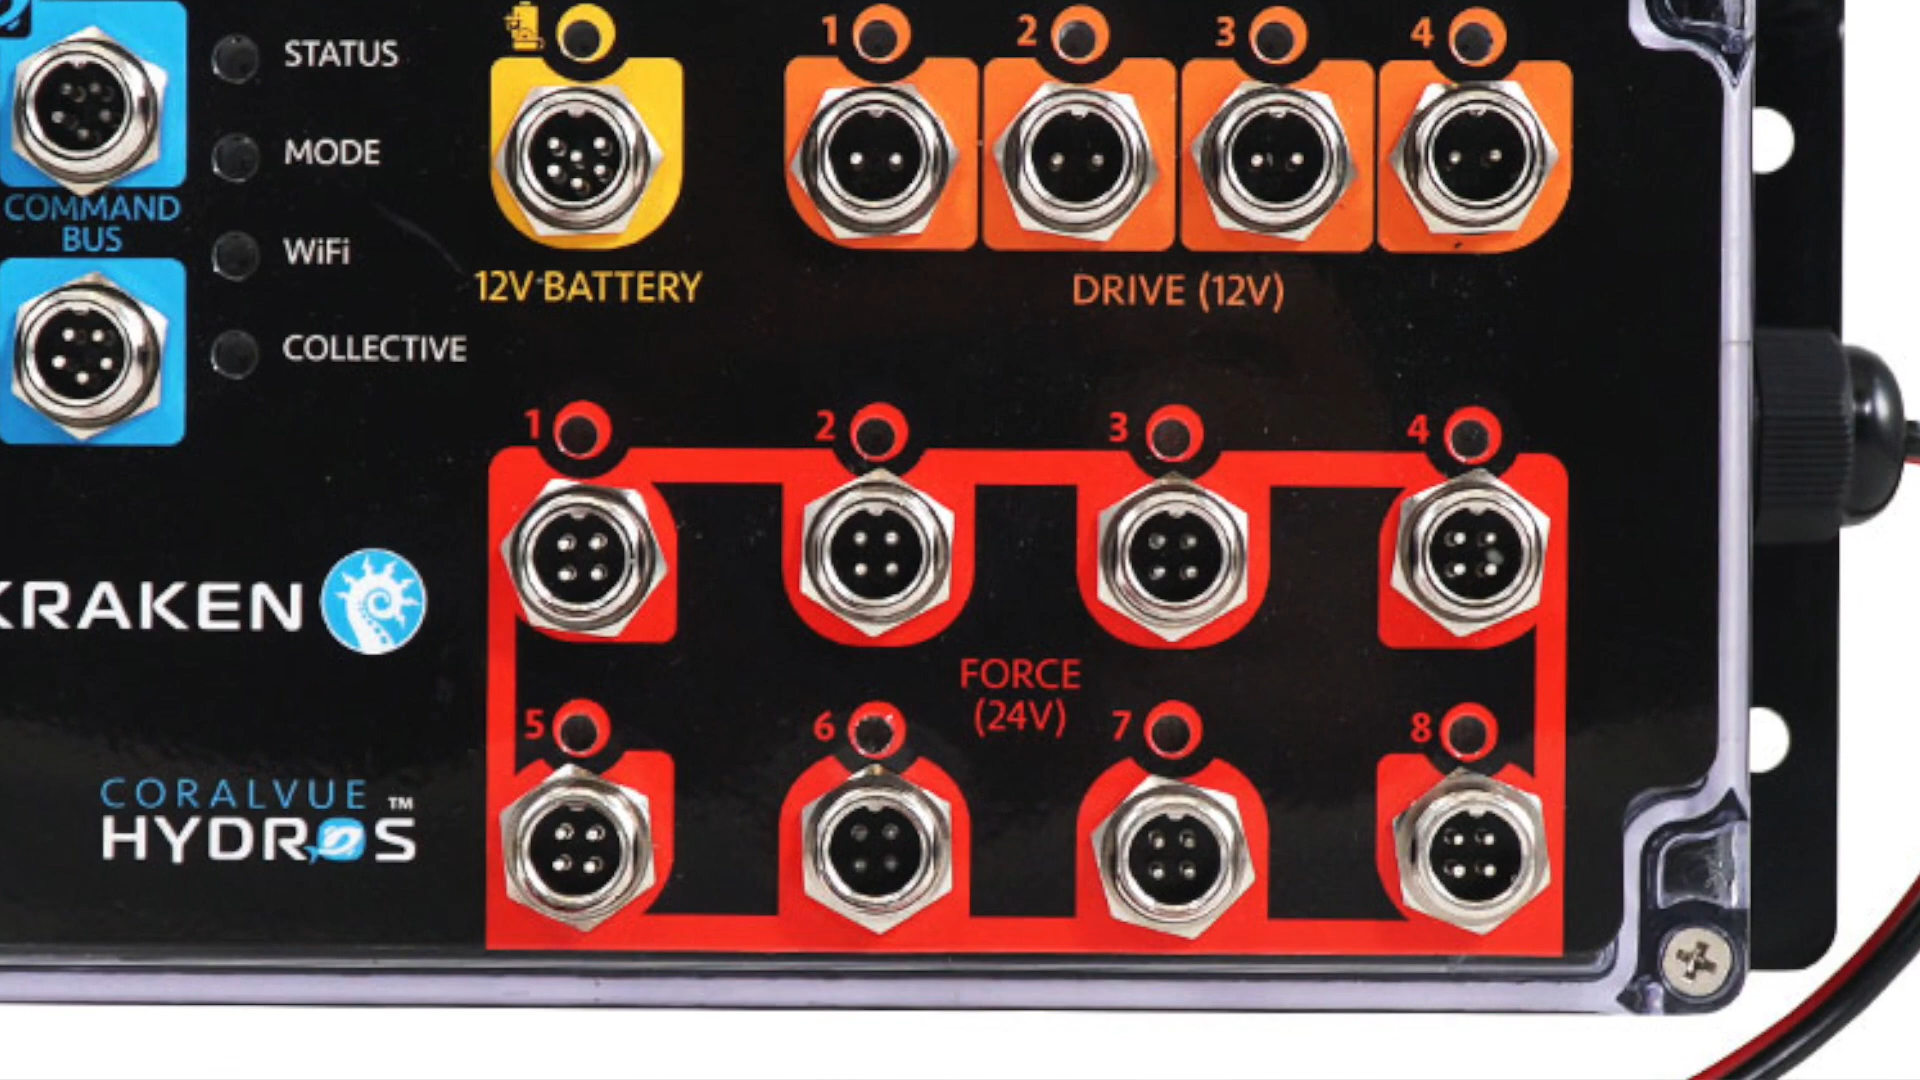 1 2 3 4
STATUS
MODE
COMMAND
BUS
WiFi
12V BATTERY
DRIVE (12V)
COLLECTIVE
1 2 3 4
KRAKEN
FORCE
(24V)
5 6 7 8
CORALVUE ™
HYDROS